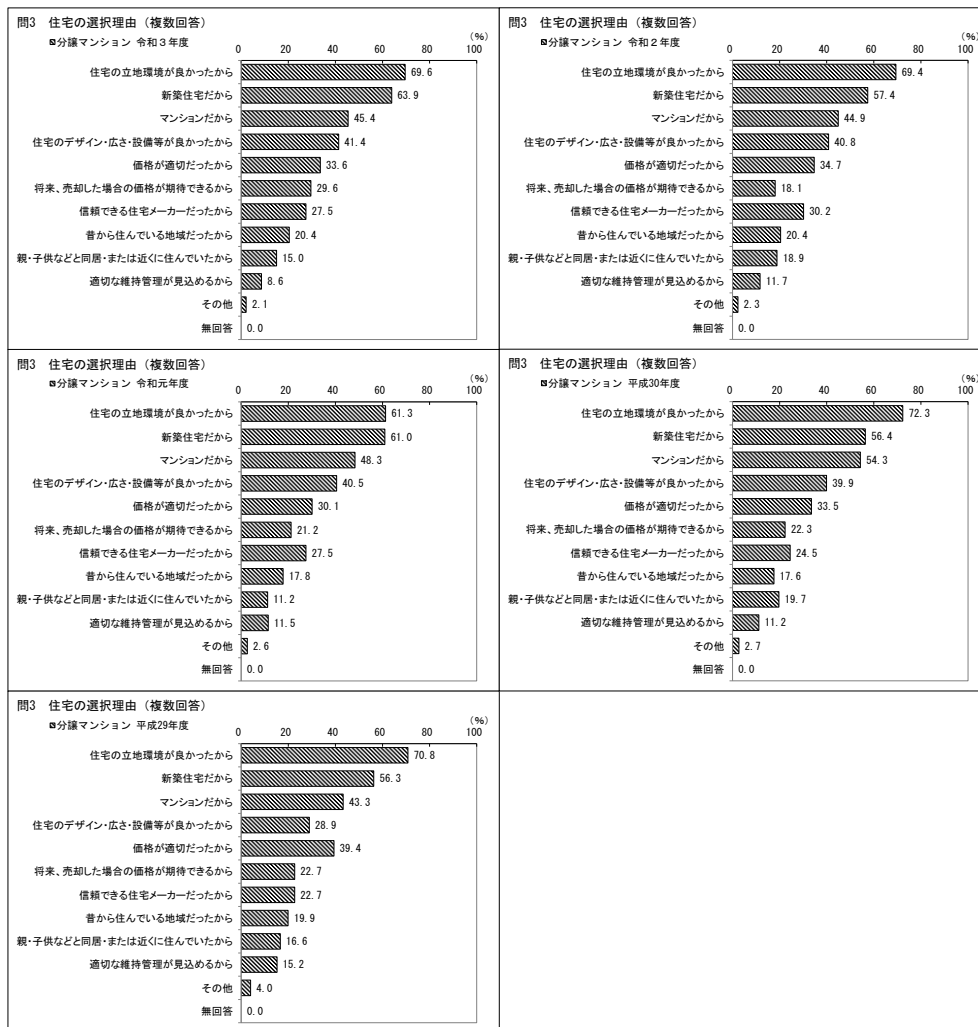 問3 住宅の選択理由（複数回答）
分譲マンション 令和３年度
(%)
0 20 40 60 80 100
住宅の立地環境が良かったから 69.6
新築住宅だから 63.9
マンションだから 45.4
住宅のデザイン・広さ・設備等が良かったから 41.4
価格が適切だったから 33.6
将来、売却した場合の価格が期待できるから 29.6
信頼できる住宅メーカーだったから 27.5
昔から住んでいる地域だったから 20.4
親・子供などと同居・または近くに住んでいたから 15.0
適切な維持管理が見込めるから 8.6
その他 2.1
無回答 0.0
問3 住宅の選択理由（複数回答）
分譲マンション 令和２年度
(%)
0 20 40 60 80 100
住宅の立地環境が良かったから 69.4
新築住宅だから 57.4
マンションだから 44.9
住宅のデザイン・広さ・設備等が良かったから 40.8
価格が適切だったから 34.7
将来、売却した場合の価格が期待できるから 18.1
信頼できる住宅メーカーだったから 30.2
昔から住んでいる地域だったから 20.4
親・子供などと同居・または近くに住んでいたから 18.9
適切な維持管理が見込めるから 11.7
その他 2.3
無回答 0.0
問3 住宅の選択理由（複数回答）
分譲マンション 令和元年度
(%)
0 20 40 60 80 100
住宅の立地環境が良かったから 61.3
新築住宅だから 61.0
マンションだから 48.3
住宅のデザイン・広さ・設備等が良かったから 40.5
価格が適切だったから 30.1
将来、売却した場合の価格が期待できるから 21.2
信頼できる住宅メーカーだったから 27.5
昔から住んでいる地域だったから 17.8
親・子供などと同居・または近くに住んでいたから 11.2
適切な維持管理が見込めるから 11.5
その他 2.6
無回答 0.0
問3 住宅の選択理由（複数回答）
分譲マンション 平成30年度
(%)
0 20 40 60 80 100
住宅の立地環境が良かったから 72.3
新築住宅だから 56.4
マンションだから 54.3
住宅のデザイン・広さ・設備等が良かったから 39.9
価格が適切だったから 33.5
将来、売却した場合の価格が期待できるから 22.3
信頼できる住宅メーカーだったから 24.5
昔から住んでいる地域だったから 17.6
親・子供などと同居・または近くに住んでいたから 19.7
適切な維持管理が見込めるから 11.2
その他 2.7
無回答 0.0
問3 住宅の選択理由（複数回答）
分譲マンション 平成29年度
(%)
0 20 40 60 80 100
住宅の立地環境が良かったから 70.8
新築住宅だから 56.3
マンションだから 43.3
住宅のデザイン・広さ・設備等が良かったから 28.9
価格が適切だったから 39.4
将来、売却した場合の価格が期待できるから 22.7
信頼できる住宅メーカーだったから 22.7
昔から住んでいる地域だったから 19.9
親・子供などと同居・または近くに住んでいたから 16.6
適切な維持管理が見込めるから 15.2
その他 4.0
無回答 0.0